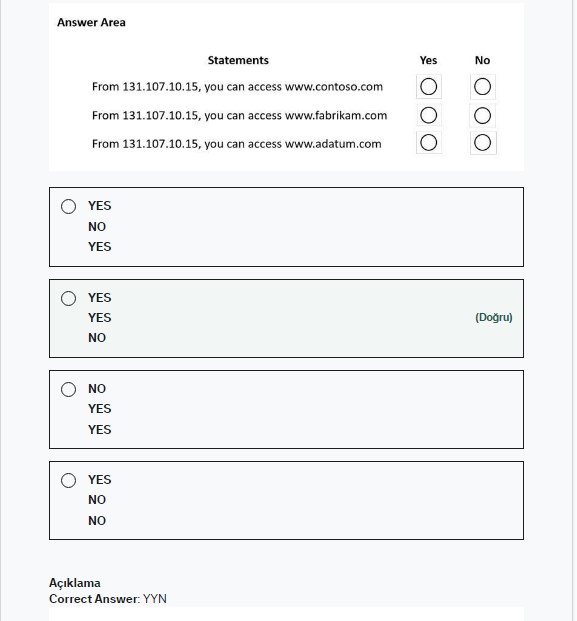 Answer Area
Statements Yes No
From 131.107.10.15, you can access www.contoso.com
From 131.107.10.15, you can access www.fabrikam.com
From 131.107.10.15, you can access www.adatum.com
YES
NO
YES
YES
YES (Doğru)
NO
NO
YES
YES
YES
NO
NO
Açıklama
Correct Answer: YYN